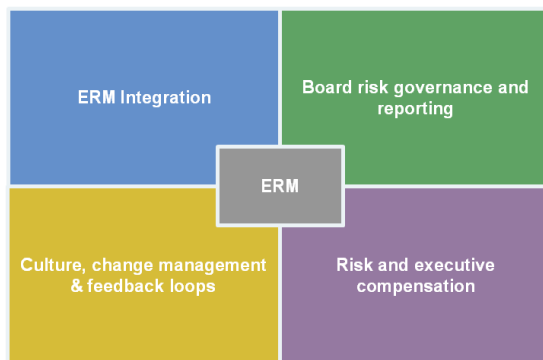 ERM Integration
Board risk governance and
reporting
ERM
Culture, change management
& feedback loops
Risk and executive
compensation